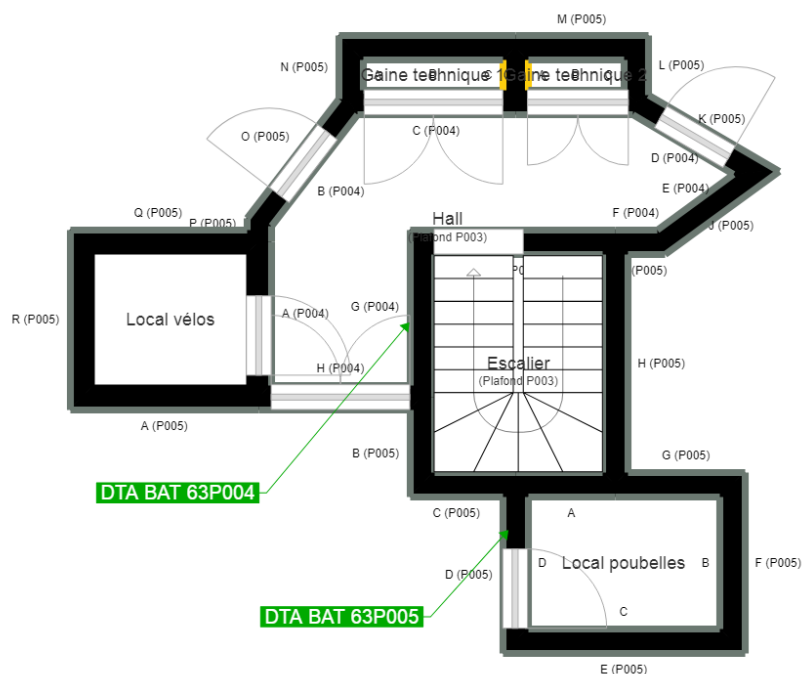 M (P005)
N (P005)
L (P005)
Gaine technique 1
A B C
Gaine technique 2
A B C
K (P005)
O (P005)
C (P004)
D (P004)
B (P004)
E (P004)
Q (P005)
P (P005)
Hall
(Plafond P003)
F (P004)
J (P005)
(P005)
R (P005)
Local vélos
A (P004)
G (P004)
Escalier
(Plafond P003)
H (P004)
H (P005)
A (P005)
B (P005)
G (P005)
DTA BAT 63P004
C (P005)
A
D (P005)
D
Local poubelles
B
F (P005)
C
DTA BAT 63P005
E (P005)